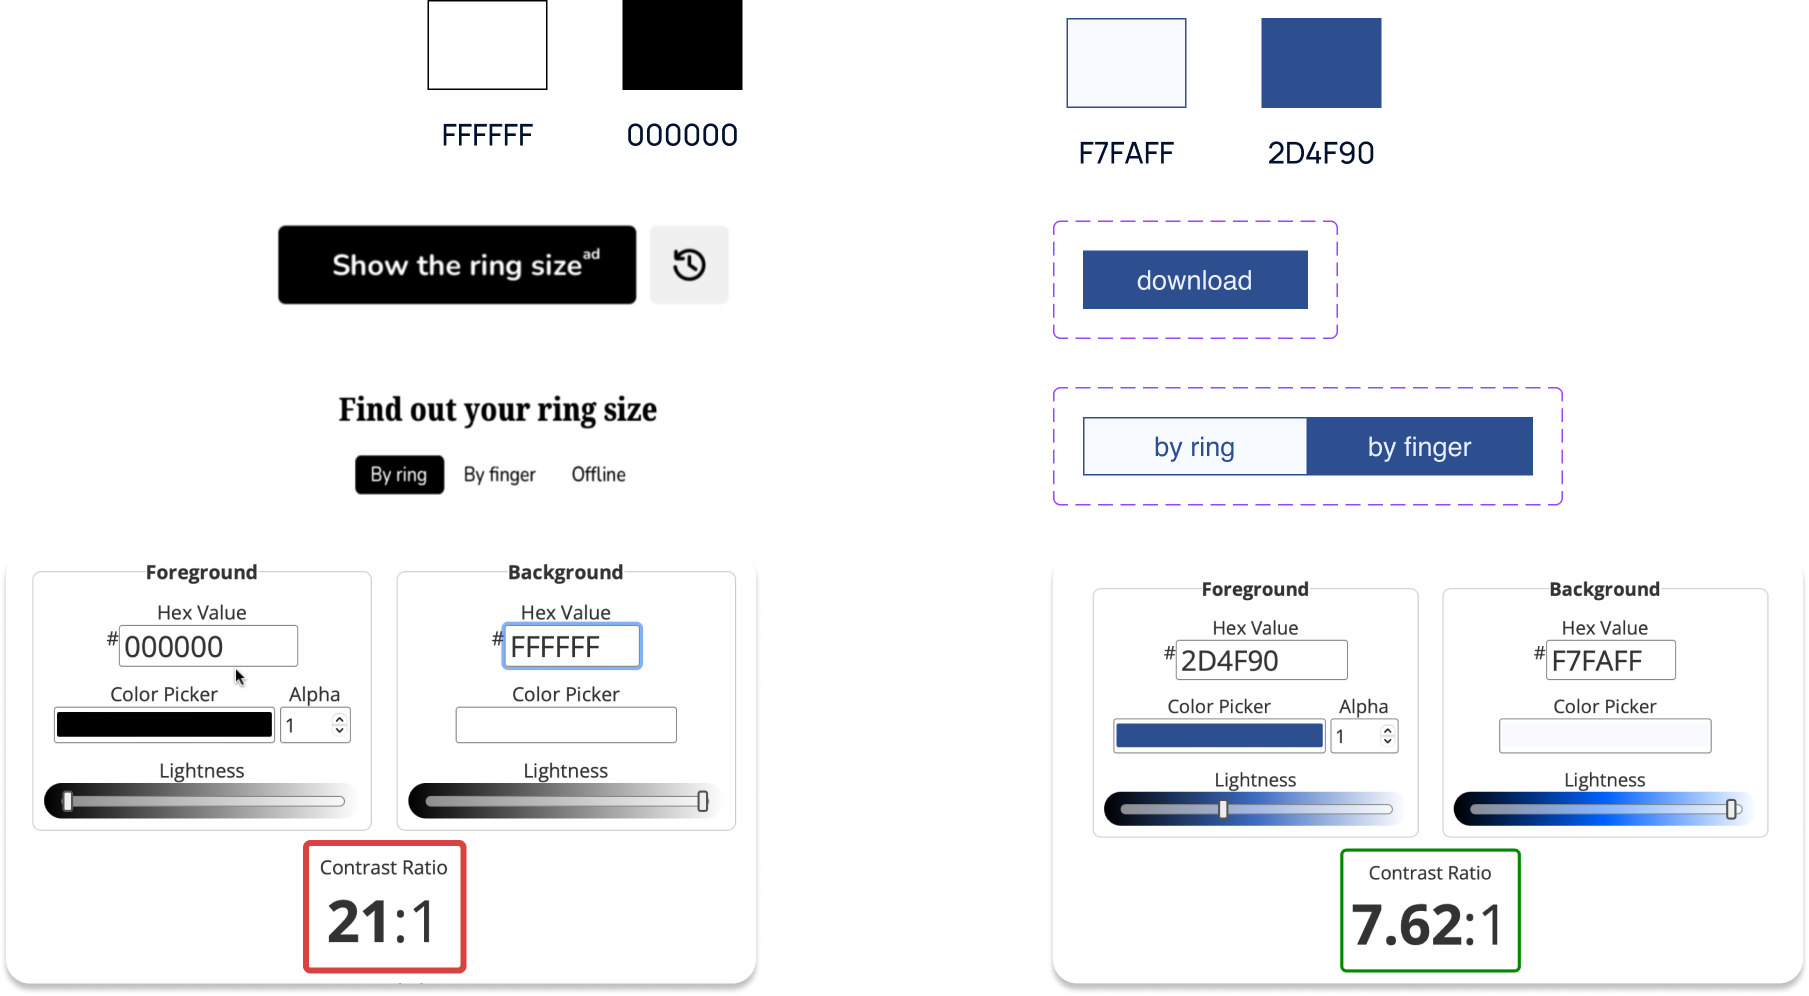 FFFFFF 000000
Show the ring size ad
Find out your ring size
By ring By finger Offline
Foreground Background
Hex Value Hex Value
# 000000 # FFFFFF
Color Picker Alpha Color Picker
1
Lightness Lightness
Contrast Ratio
21:1
F7FAFF 2D4F90
download
by ring by finger
Foreground Background
Hex Value Hex Value
# 2D4F90 # F7FAFF
Color Picker Alpha Color Picker
1
Lightness Lightness
Contrast Ratio
7.62:1